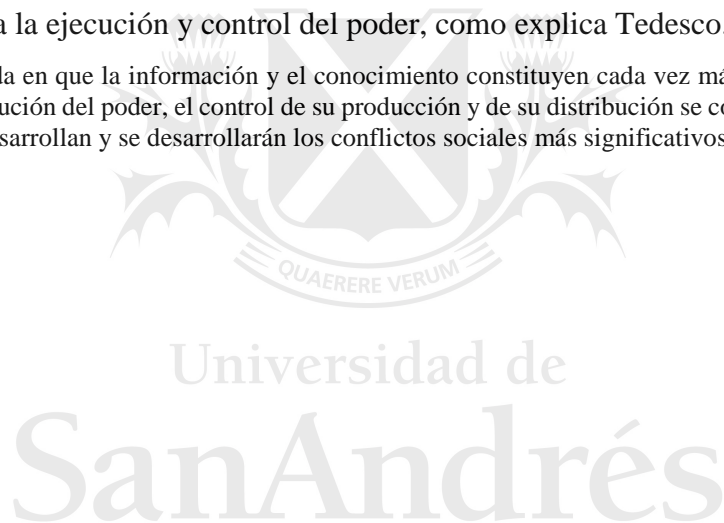 a la ejecución y control del poder, como explica Tedesco.
da en que la información y el conocimiento constituyen cada vez má
ución del poder, el control de su producción y de su distribución se co
sarrollan y se desarrollarán los conflictos sociales más significativos
QUAERERE VERUM
Universidad de
SanAndrés